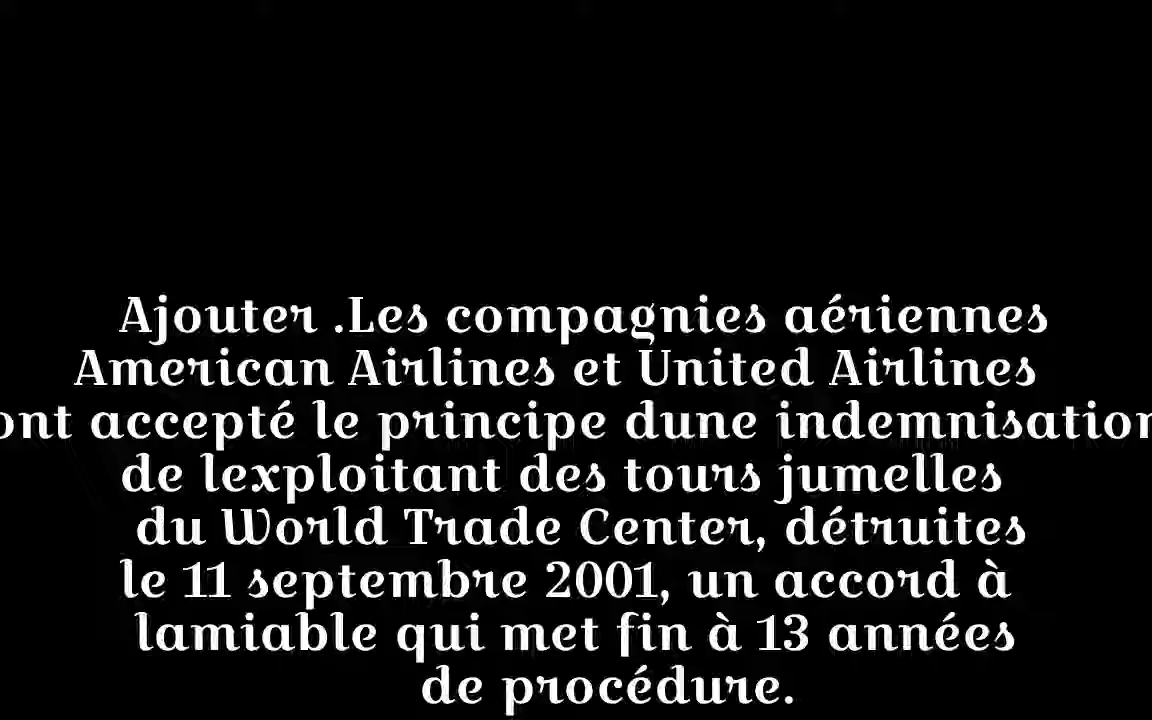 Ajouter .Les compagnies aériennes
American Airlines et United Airlines
ont accepté le principe dune indemnisation
de lexploitant des tours jumelles
du World Trade Center, détruites
le 11 septembre 2001, un accord à
lamiable qui met fin à 13 années
de procédure.